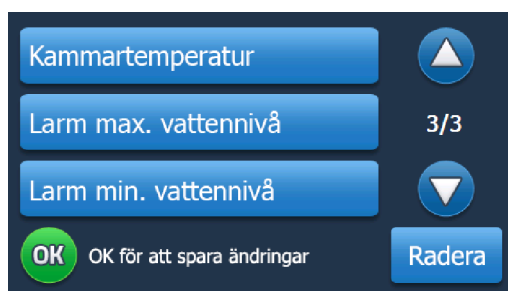 Kammartemperatur
Larm max. vattennivå
3/3
Larm min. vattennivå
OK OK för att spara ändringar
Radera